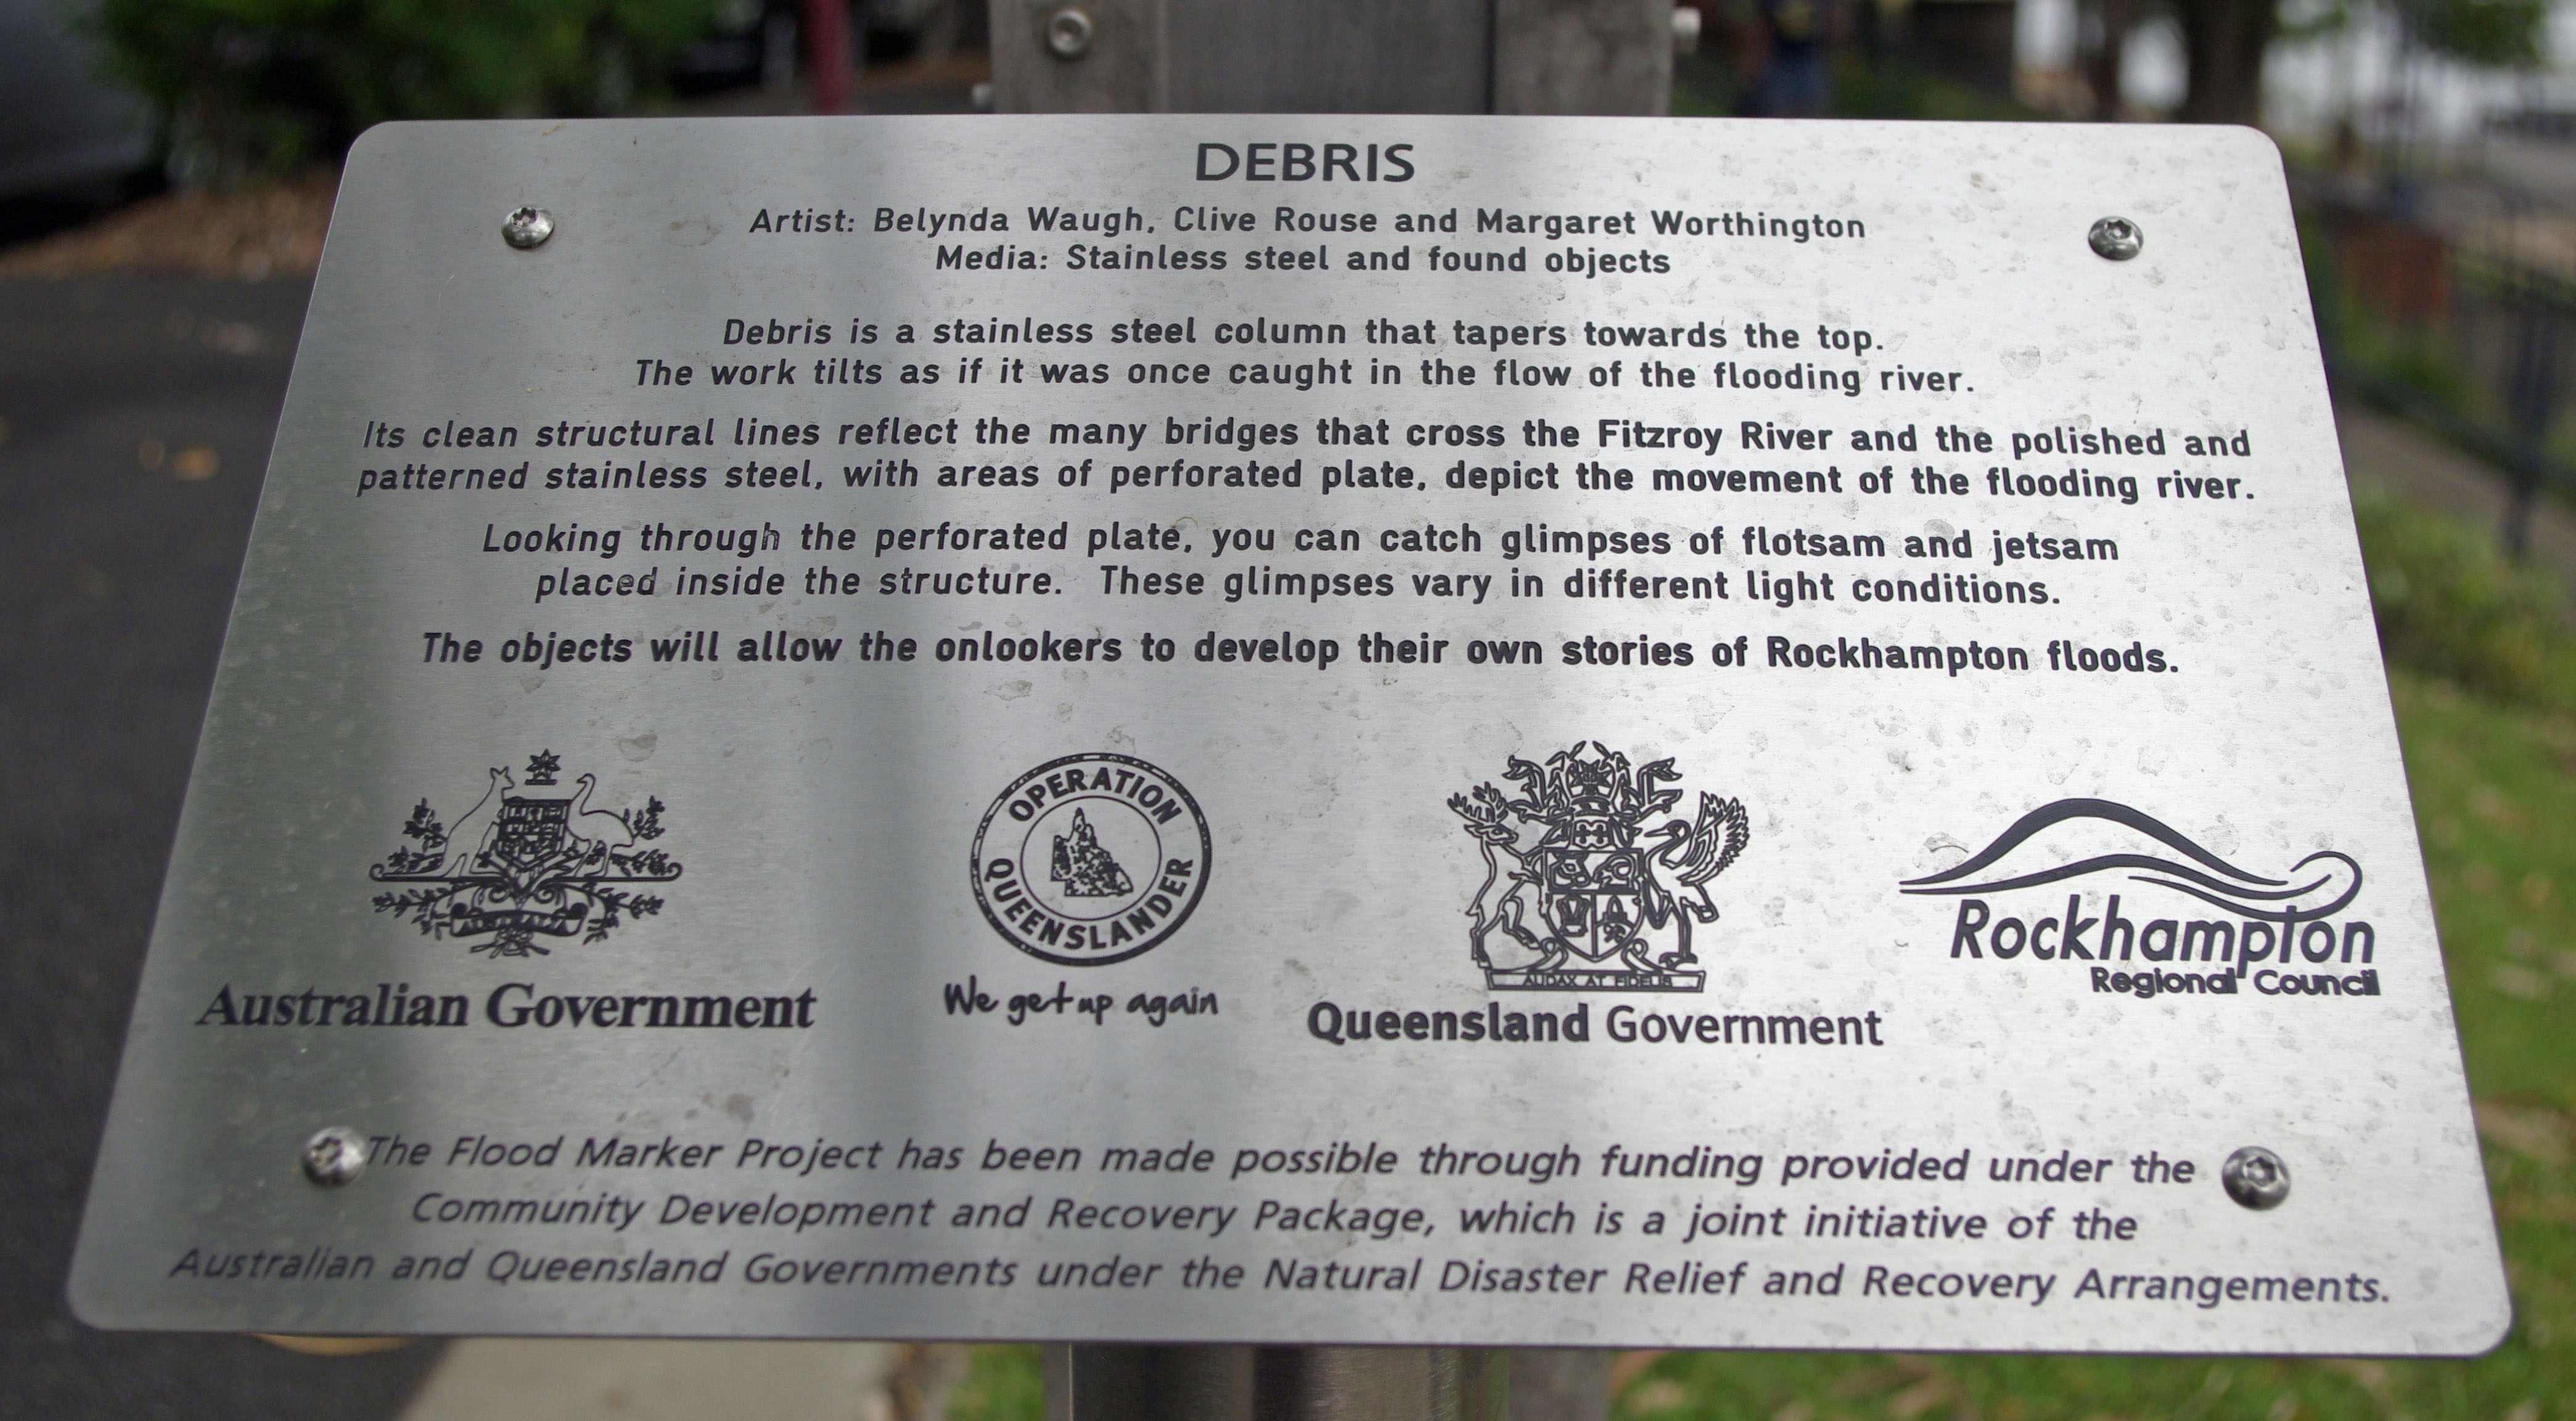 DEBRIS
Artist: Belynda Waugh, Clive Rouse and Margaret Worthington
Media: Stainless steel and found objects
Debris is a stainless steel column that tapers towards the top.
The work tilts as if it was once caught in the flow of the flooding river.
Its clean structural lines reflect the many bridges that cross the Fitzroy River and the polished and
patterned stainless steel, with areas of perforated plate, depict the movement of the flooding river.
Looking through the perforated plate, you can catch glimpses of flotsam and jetsam
placed inside the structure. These glimpses vary in different light conditions.
The objects will allow the onlookers to develop their own stories of Rockhampton floods.
Australian Government
OPERATION
QUEENSLANDER
We get up again
AUDAX AT FIDELIS
Queensland Government
Rockhampton
Regional Council
The Flood Marker Project has been made possible through funding provided under the
Community Development and Recovery Package, which is a joint initiative of the
Australian and Queensland Governments under the Natural Disaster Relief and Recovery Arrangements.